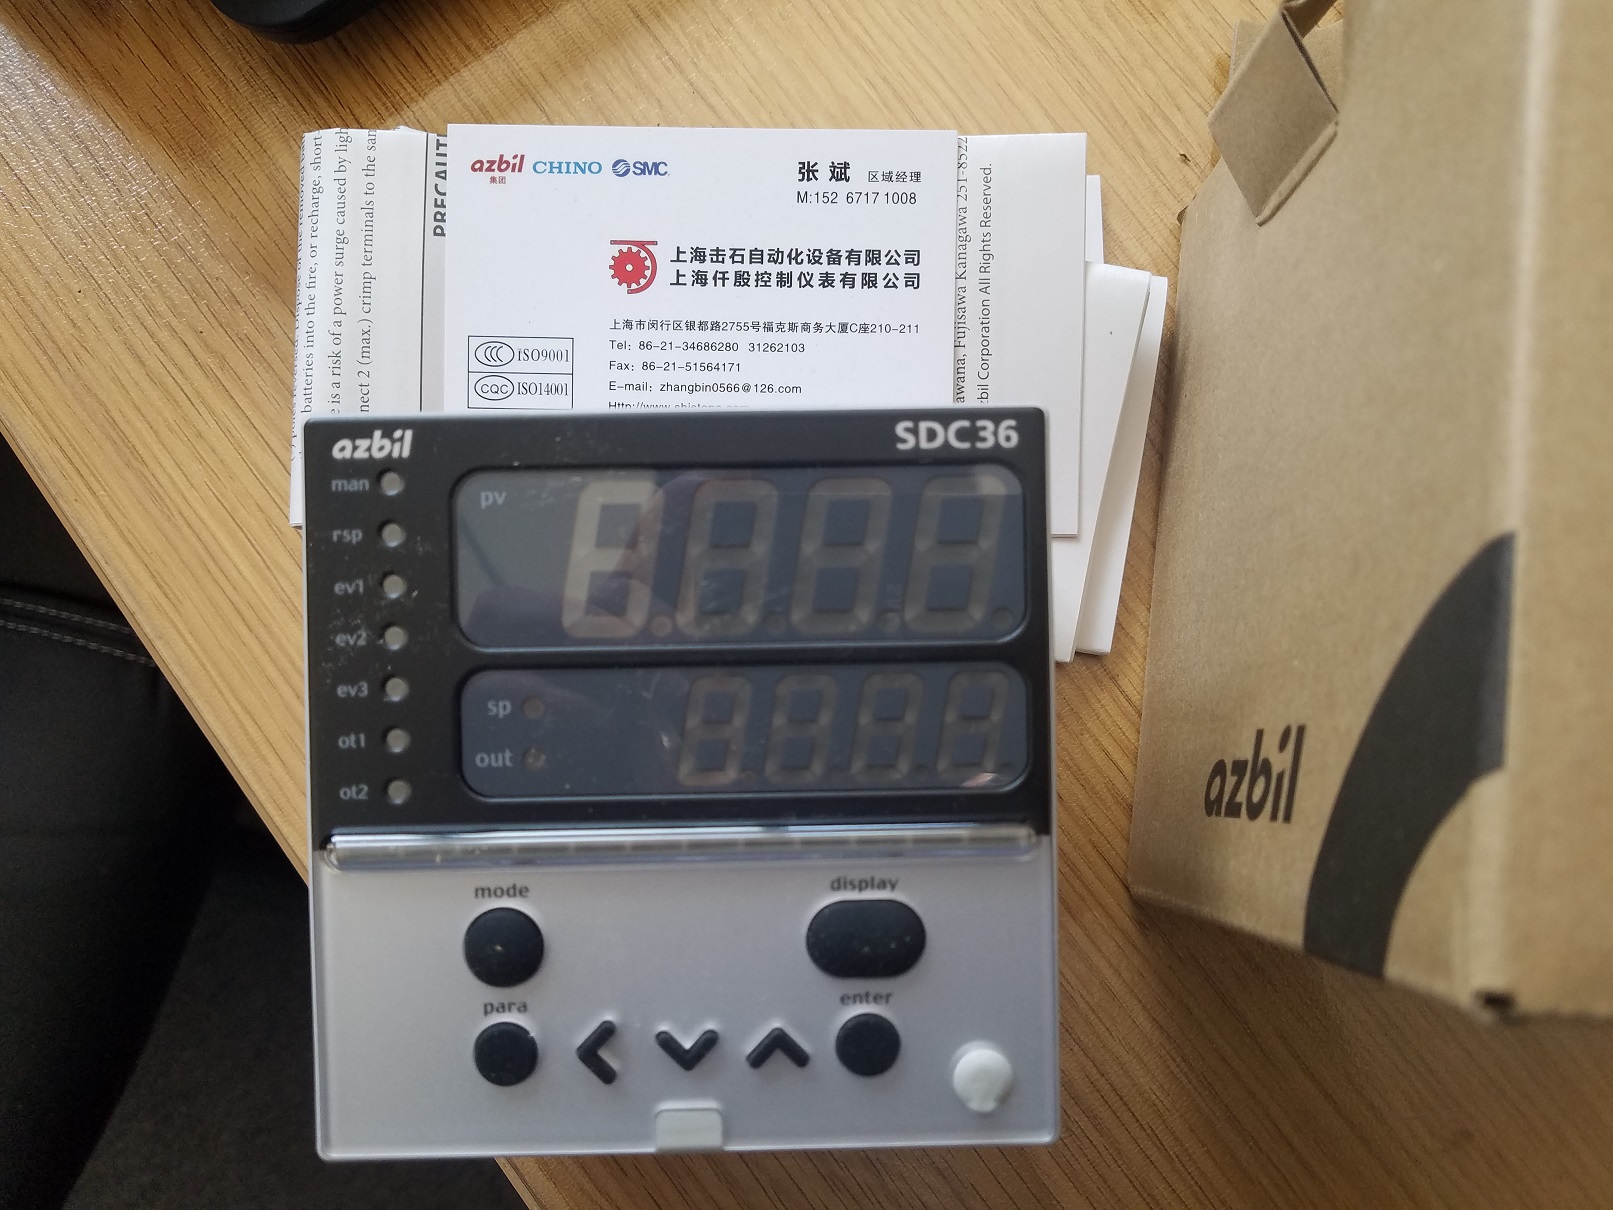 batteries into the fire, or recharge, short-
e is a risk of a power surge caused by ligh
nect 2 (max.) crimp terminals to the san
PRECAUT
azbil CHINO SMC
集团
张 斌 区域经理
M:152 6717 1008
上海击石自动化设备有限公司
上海仟殷控制仪表有限公司
上海市闵行区银都路2755号福克斯商务大厦C座210-211
Tel: 86-21-34686280 31262103
Fax: 86-21-51564171
E-mail: zhangbin0566@126.com
CCC ISO9001
CQC ISO14001
awana, Fujisawa Kanagawa 251-8522
zbil Corporation All Rights Reserved.
azbil SDC36
man
rsp
ev1
ev2
ev3
ot1
ot2
pv
sp
out
mode display
para enter
azbil